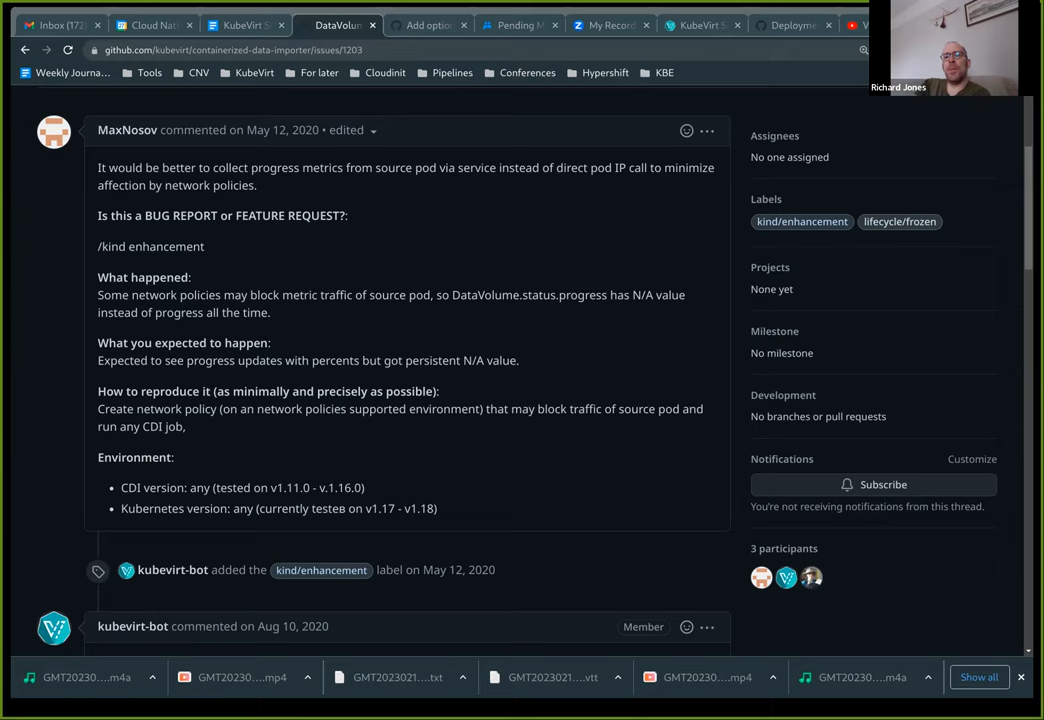 Inbox (172
Cloud Nati
KubeVirt S
DataVolum
Add option
Pending M
My Record
KubeVirt S
Deployme
V
github.com/kubevirt/containerized-data-importer/issues/1203
Weekly Journa...
Tools
CNV
KubeVirt
For later
Cloudinit
Pipelines
Conferences
Hypershift
KBE
Richard Jones
MaxNosov commented on May 12, 2020 • edited
It would be better to collect progress metrics from source pod via service instead of direct pod IP call to minimize
affection by network policies.
Is this a BUG REPORT or FEATURE REQUEST?:
/kind enhancement
What happened:
Some network policies may block metric traffic of source pod, so DataVolume.status.progress has N/A value
instead of progress all the time.
What you expected to happen:
Expected to see progress updates with percents but got persistent N/A value.
How to reproduce it (as minimally and precisely as possible):
Create network policy (on an network policies supported environment) that may block traffic of source pod and
run any CDI job,
Environment:
• CDI version: any (tested on v1.11.0 - v.1.16.0)
• Kubernetes version: any (currently testeв on v1.17 - v1.18)
kubevirt-bot added the kind/enhancement label on May 12, 2020
kubevirt-bot commented on Aug 10, 2020
Member
Assignees
No one assigned
Labels
kind/enhancement
lifecycle/frozen
Projects
None yet
Milestone
No milestone
Development
No branches or pull requests
Notifications
Customize
Subscribe
You're not receiving notifications from this thread.
3 participants
GMT20230....m4a
GMT20230....mp4
GMT2023021....txt
GMT2023021....vtt
GMT20230....mp4
GMT20230....m4a
Show all